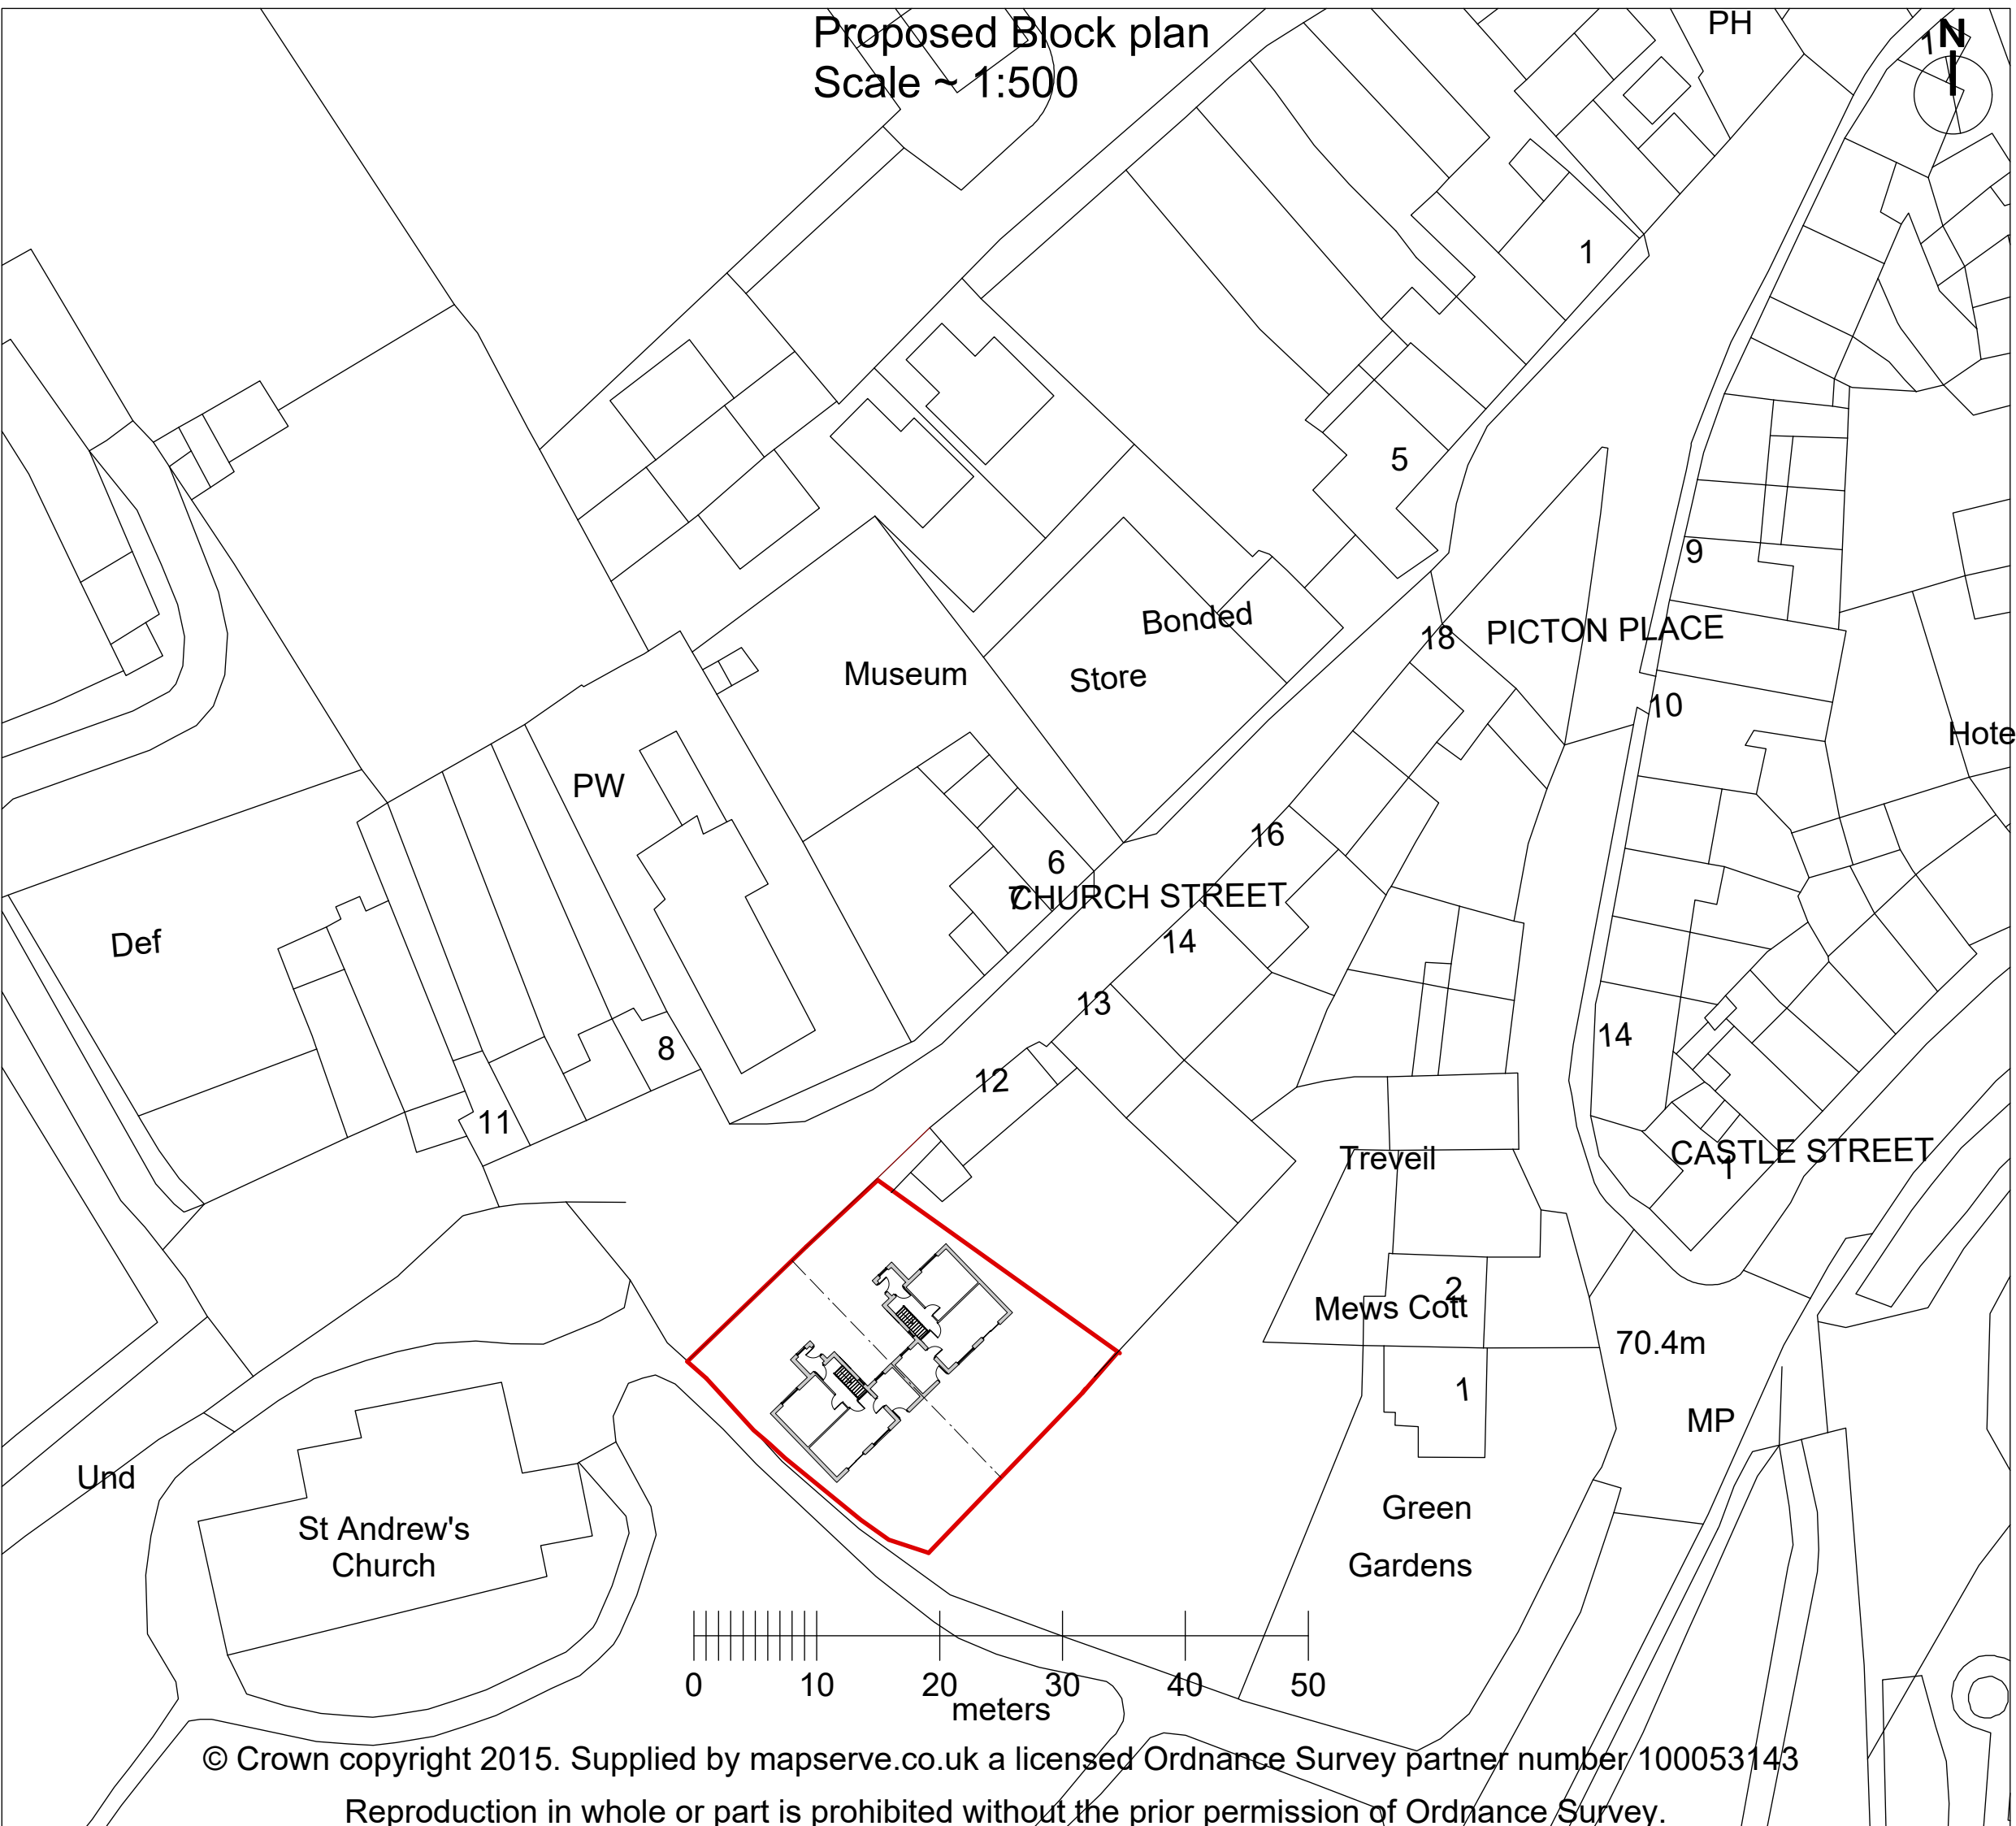 Proposed Block plan
Scale ~ 1:500
PH
1
N
1
5
9
Bonded
18
PICTON PLACE
Museum
Store
10
Hote
PW
16
6
7
CHURCH STREET
Def
14
13
14
8
12
11
Treveil
CASTLE STREET
1
2
Mews Cott
70.4m
1
MP
Und
Green
St Andrew's
Church
Gardens
0 10 20 30 40 50
meters
© Crown copyright 2015. Supplied by mapserve.co.uk a licensed Ordnance Survey partner number 100053143
Reproduction in whole or part is prohibited without the prior permission of Ordnance Survey.